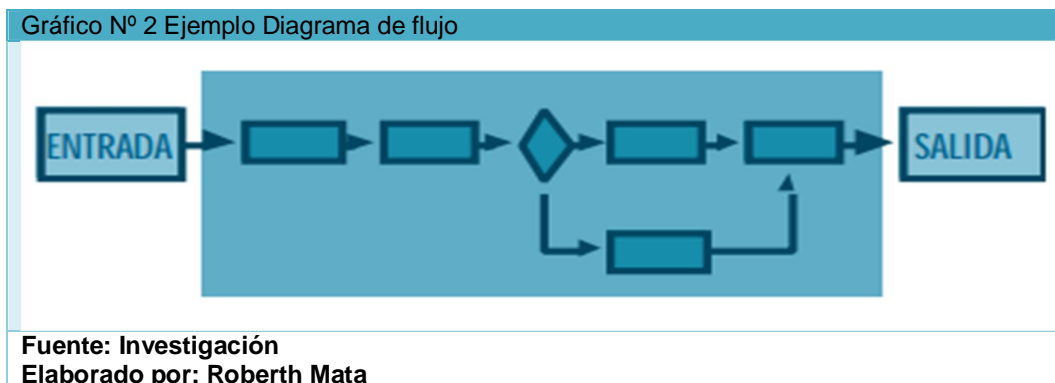 Gráfico Nº 2 Ejemplo Diagrama de flujo
ENTRADA
SALIDA
Fuente: Investigación
Elaborado por: Roberth Mata